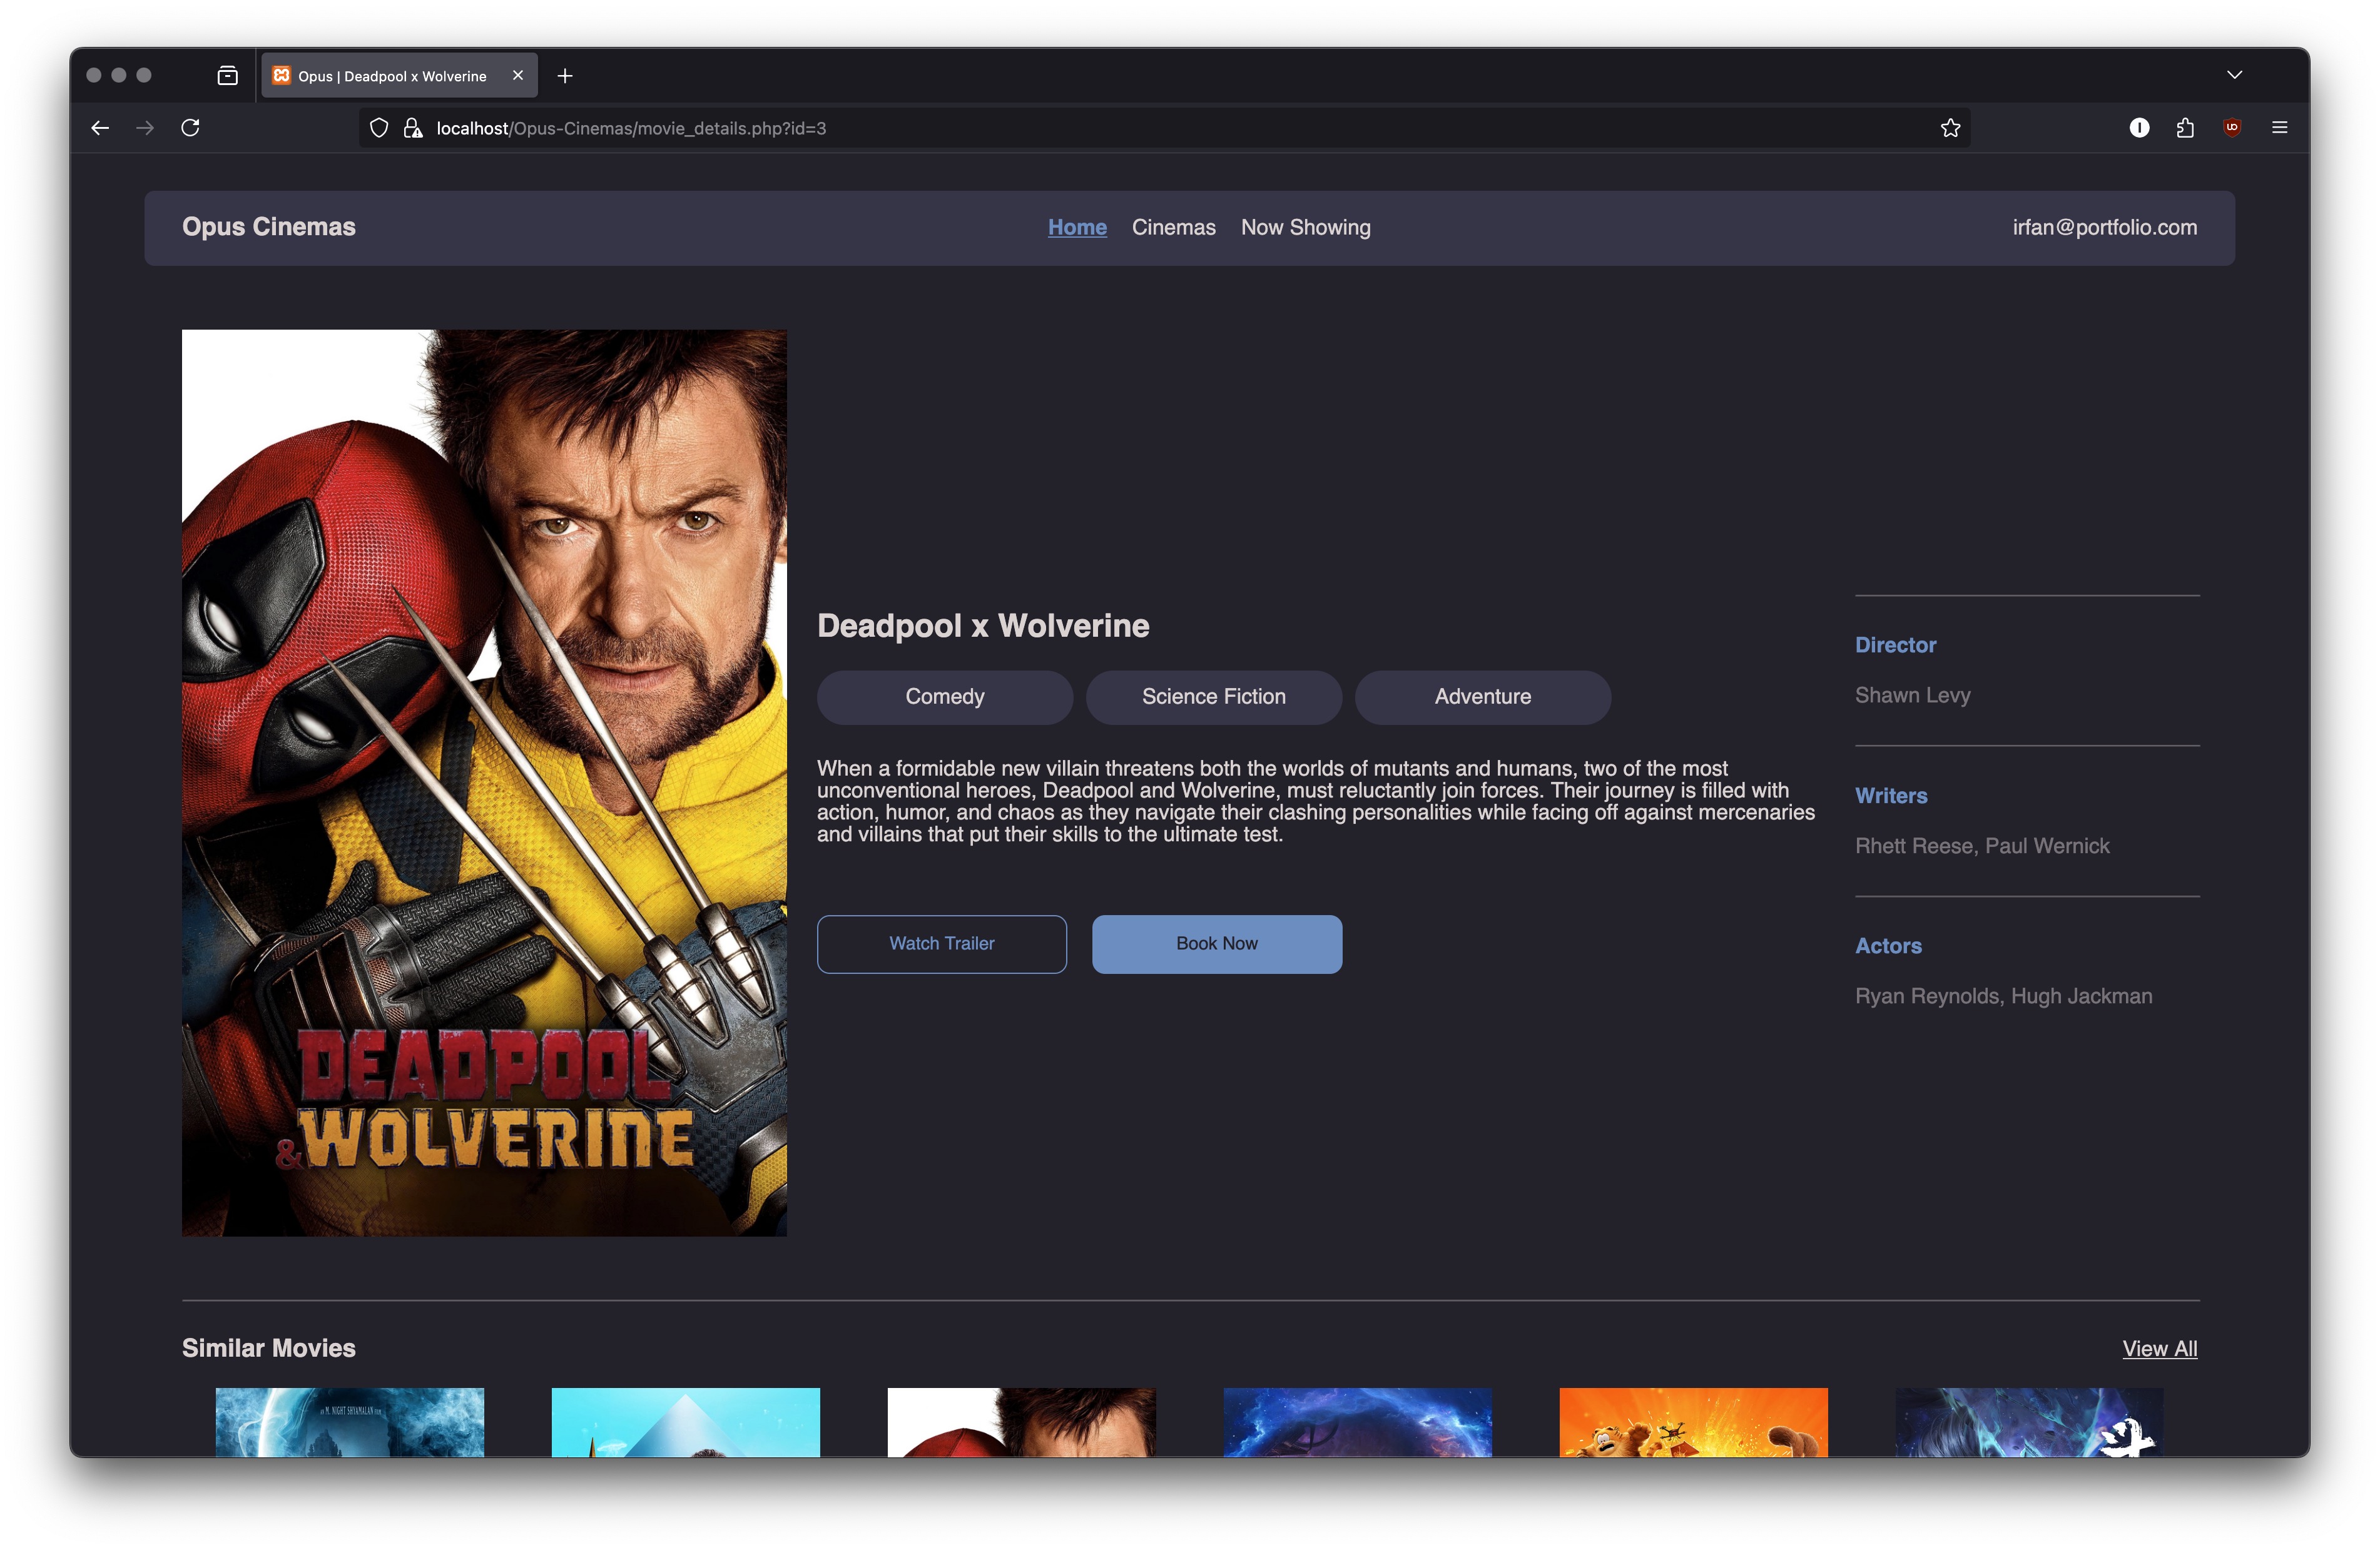 Opus | Deadpool x Wolverine
localhost/Opus-Cinemas/movie_details.php?id=3
Opus Cinemas
Home
Cinemas
Now Showing
irfan@portfolio.com
DEADPOOL
&WOLVERINE
Deadpool x Wolverine
Comedy
Science Fiction
Adventure
When a formidable new villain threatens both the worlds of mutants and humans, two of the most
unconventional heroes, Deadpool and Wolverine, must reluctantly join forces. Their journey is filled with
action, humor, and chaos as they navigate their clashing personalities while facing off against mercenaries
and villains that put their skills to the ultimate test.
Watch Trailer
Book Now
Director
Shawn Levy
Writers
Rhett Reese, Paul Wernick
Actors
Ryan Reynolds, Hugh Jackman
Similar Movies
View All
M. NIGHT SHYAMALAN